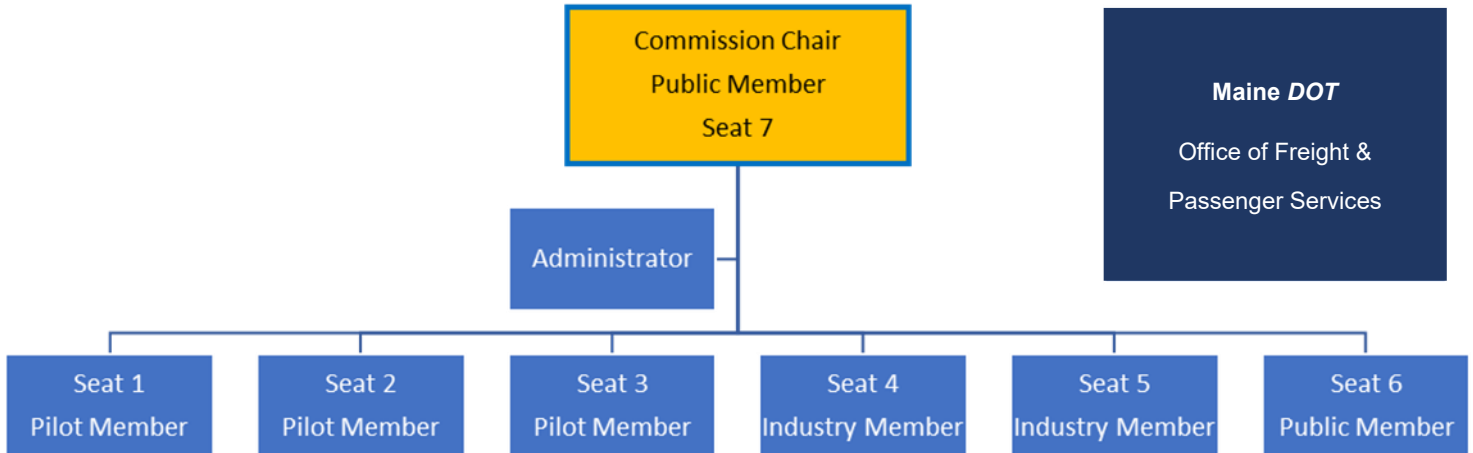 Commission Chair
Public Member
Seat 7
Maine DOT
Office of Freight &
Passenger Services
Administrator
Seat 1
Pilot Member
Seat 2
Pilot Member
Seat 3
Pilot Member
Seat 4
Industry Member
Seat 5
Industry Member
Seat 6
Public Member